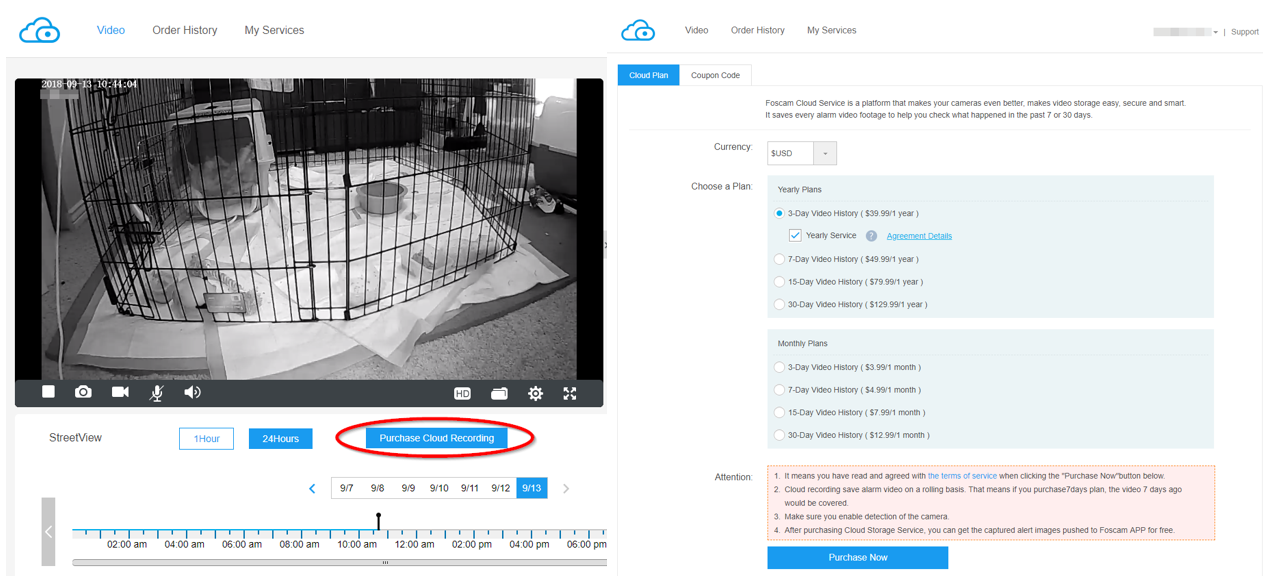 Video Order History My Services
2018-09-13 10:44:04
HD
StreetView 1Hour 24Hours Purchase Cloud Recording
9/7 9/8 9/9 9/10 9/11 9/12 9/13
02:00 am 04:00 am 06:00 am 08:00 am 10:00 am 12:00 am 02:00 pm 04:00 pm 06:00 pm
Video Order History My Services | Support
Cloud Plan Coupon Code
Foscam Cloud Service is a platform that makes your cameras even better, makes video storage easy, secure and smart.
It saves every alarm video footage to help you check what happened in the past 7 or 30 days.
Currency: $USD
Choose a Plan: Yearly Plans
3-Day Video History ( $39.99/1 year )
Yearly Service ? Agreement Details
7-Day Video History ( $49.99/1 year )
15-Day Video History ( $79.99/1 year )
30-Day Video History ( $129.99/1 year )
Monthly Plans
3-Day Video History ( $3.99/1 month )
7-Day Video History ( $4.99/1 month )
15-Day Video History ( $7.99/1 month )
30-Day Video History ( $12.99/1 month )
Attention: 1. It means you have read and agreed with the terms of service when clicking the "Purchase Now"button below.
2. Cloud recording save alarm video on a rolling basis. That means if you purchase7days plan, the video 7 days ago
would be covered.
3. Make sure you enable detection of the camera.
4. After purchasing Cloud Storage Service, you can get the captured alert images pushed to Foscam APP for free.
Purchase Now